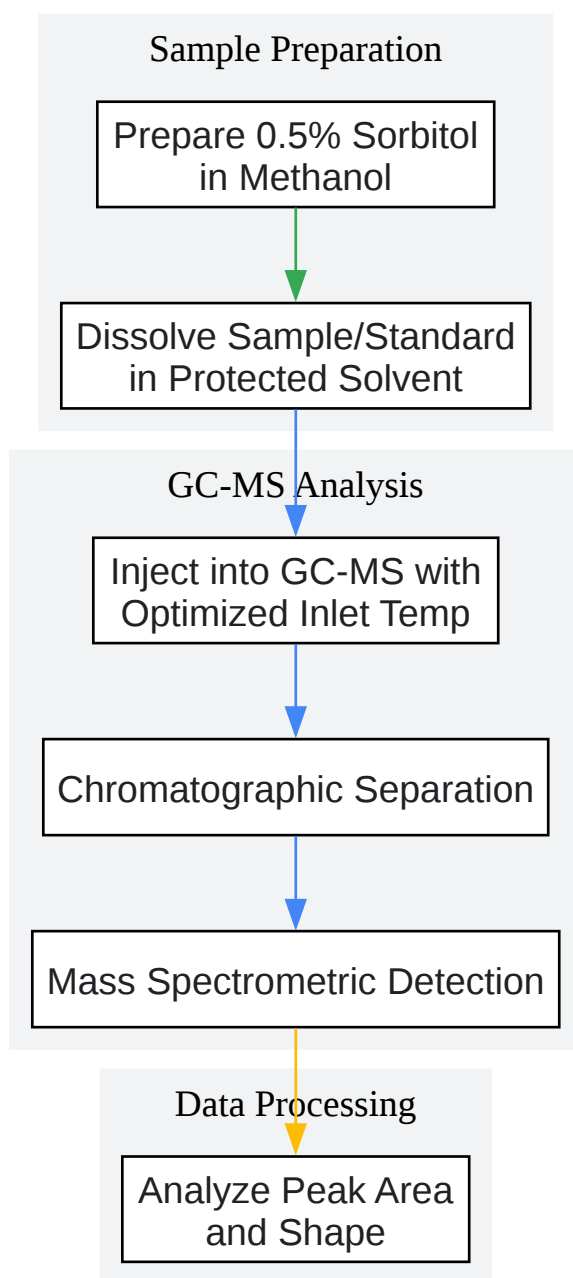 Sample Preparation
Prepare 0.5% Sorbitol
in Methanol
Dissolve Sample/Standard
in Protected Solvent
GC-MS Analysis
Inject into GC-MS with
Optimized Inlet Temp
Chromatographic Separation
Mass Spectrometric Detection
Data Processing
Analyze Peak Area
and Shape